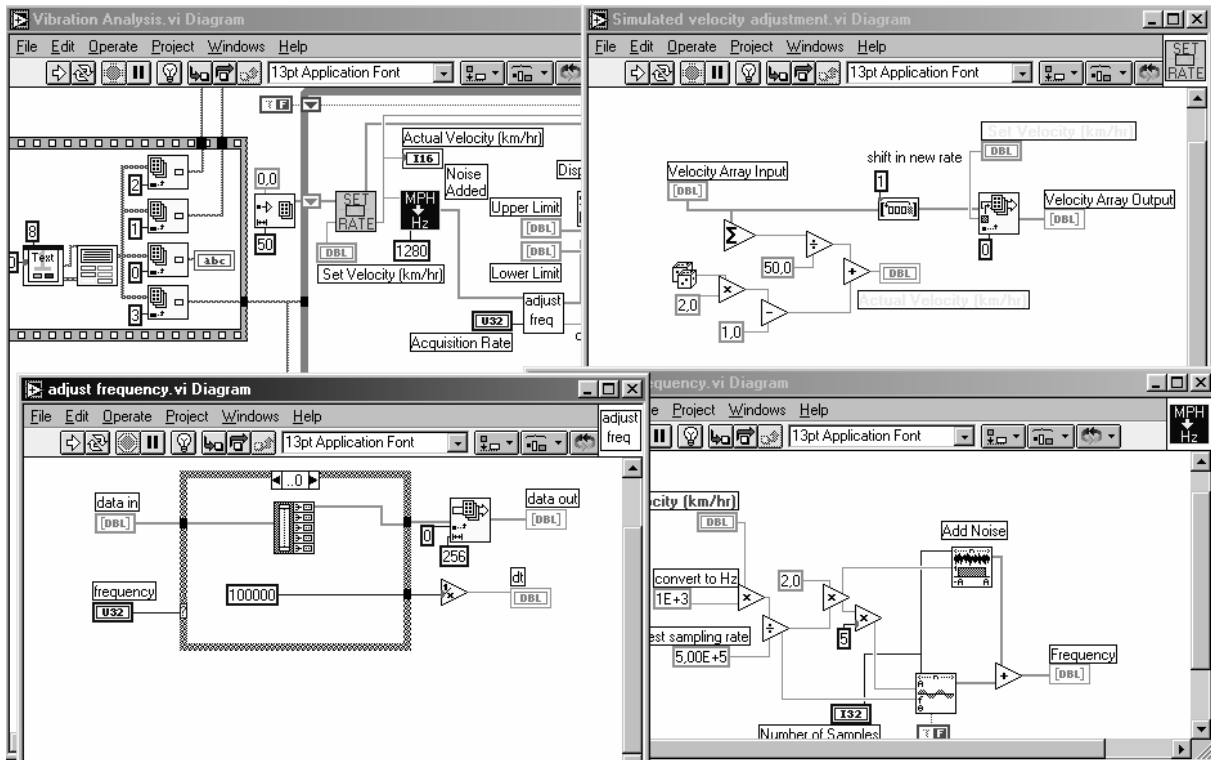 Vibration Analysis.vi Diagram
File Edit Operate Project Windows Help
13pt Application Font
F
Actual Velocity (km/hr)
I16
Noise
Added
0,0
SET
RATE
MPH
Hz
Upper Limit
[DBL]
[DBL]
Lower Limit
2
1
0
3
8
Text
abc
50
DBL
1280
Set Velocity (km/hr)
adjust
freq
U32
Acquisition Rate
Simulated velocity adjustment.vi Diagram
File Edit Operate Project Windows Help
SET
RATE
13pt Application Font
Set Velocity (km/hr)
DBL
shift in new rate
Velocity Array Input
[DBL]
1
Velocity Array Output
[DBL]
0
Σ
÷
50,0
+
DBL
Actual Velocity (km/hr)
×
2,0
−
1,0
adjust frequency.vi Diagram
File Edit Operate Project Windows Help
adjust
freq
13pt Application Font
..0
data in
[DBL]
data out
[DBL]
0
256
frequency
U32
?
100000
1
x
dt
DBL
equency.vi Diagram
Project Windows Help
MPH
Hz
13pt Application Font
ocity (km/hr)
DBL
Add Noise
-A A
convert to Hz
1E+3
×
2,0
×
×
5
est sampling rate
÷
5,00E+5
A
f
+
Frequency
[DBL]
I32
Number of Samples
F